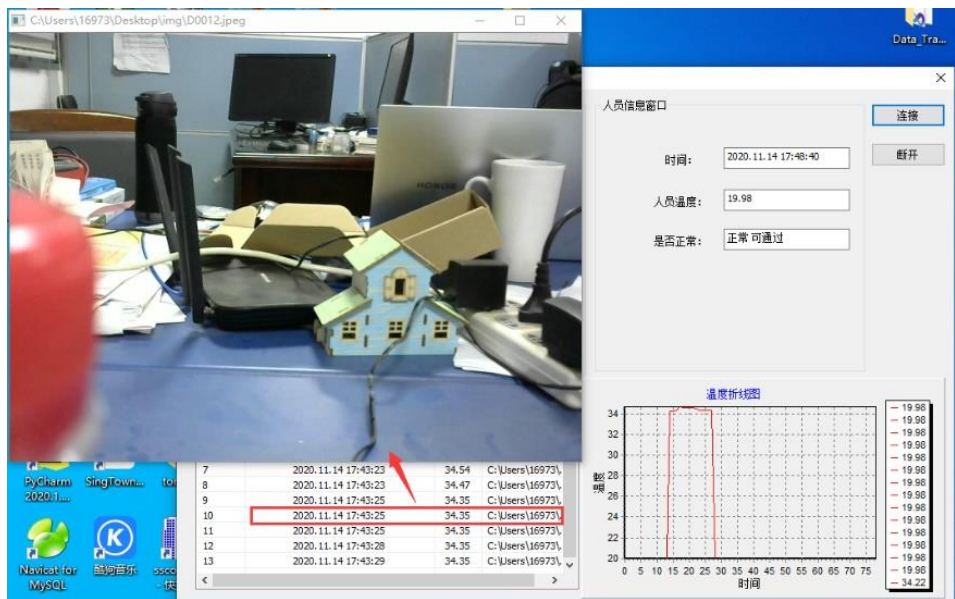 C:\Users\16973\Desktop\img\D0012.jpeg
Data_Tra...
HONOR
人员信息窗口
连接
断开
时间: 2020.11.14 17:48:40
人员温度: 19.98
是否正常: 正常 可通过
7 2020.11.14 17:43:23 34.54 C:\Users\16973\
8 2020.11.14 17:43:23 34.47 C:\Users\16973\
9 2020.11.14 17:43:25 34.35 C:\Users\16973\
10 2020.11.14 17:43:25 34.35 C:\Users\16973\
11 2020.11.14 17:43:25 34.35 C:\Users\16973\
12 2020.11.14 17:43:28 34.35 C:\Users\16973\
13 2020.11.14 17:43:29 34.35 C:\Users\16973\
PyCharm
2020.1....
SingTown...
Navicat for
MySQL
酷狗音乐
温度折线图
温度
34
32
28
26
24
22
20
0 5 10 15 20 25 30 35 40 45 50 55 60 65 70 75
时间
19.98
19.98
19.98
19.98
19.98
19.98
19.98
19.98
19.98
19.98
19.98
19.98
19.98
19.98
34.22